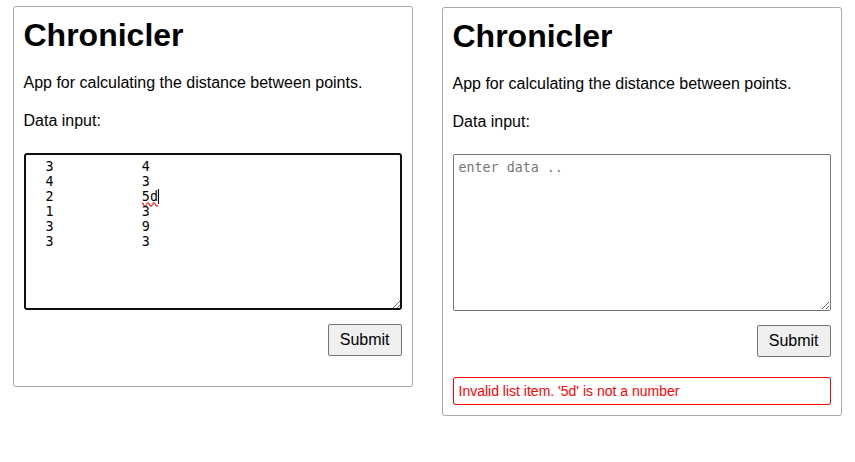 Chronicler
App for calculating the distance between points.
Data input:
3 4
4 3
2 5d
1 3
3 9
3 3
Submit
Chronicler
App for calculating the distance between points.
Data input:
enter data ..
Submit
Invalid list item. '5d' is not a number